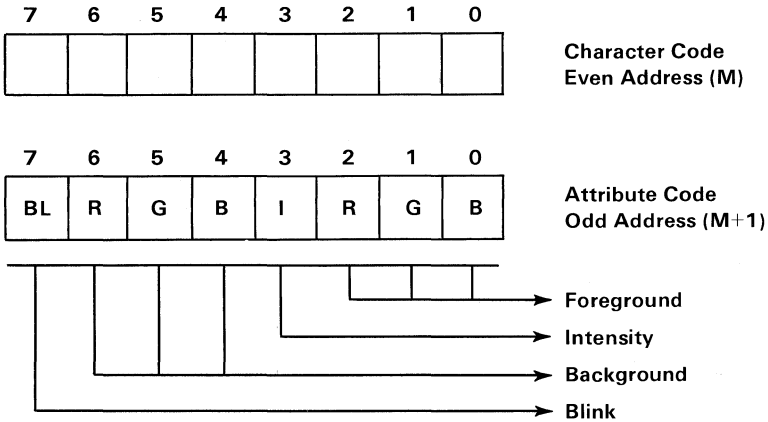 7 6 5 4 3 2 1 0
Character Code
Even Address (M)
7 6 5 4 3 2 1 0
BL R G B I R G B
Attribute Code
Odd Address (M+1)
Foreground
Intensity
Background
Blink